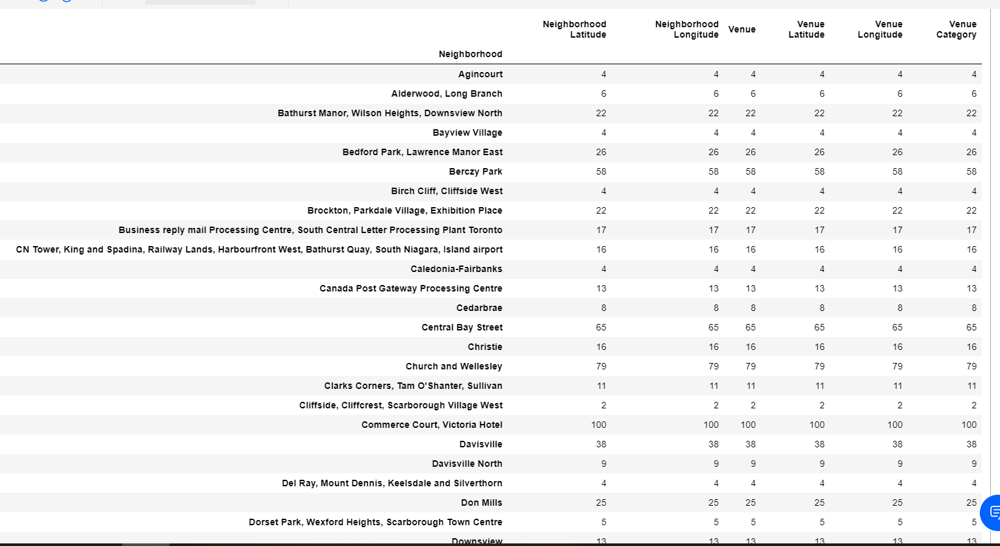 Neighborhood Latitude Neighborhood Longitude Venue Venue Latitude Venue Longitude Venue Category
Neighborhood
Agincourt 4 4 4 4 4 4
Alderwood, Long Branch 6 6 6 6 6 6
Bathurst Manor, Wilson Heights, Downsview North 22 22 22 22 22 22
Bayview Village 4 4 4 4 4 4
Bedford Park, Lawrence Manor East 26 26 26 26 26 26
Berczy Park 58 58 58 58 58 58
Birch Cliff, Cliffside West 4 4 4 4 4 4
Brockton, Parkdale Village, Exhibition Place 22 22 22 22 22 22
Business reply mail Processing Centre, South Central Letter Processing Plant Toronto 17 17 17 17 17 17
CN Tower, King and Spadina, Railway Lands, Harbourfront West, Bathurst Quay, South Niagara, Island airport 16 16 16 16 16 16
Caledonia-Fairbanks 4 4 4 4 4 4
Canada Post Gateway Processing Centre 13 13 13 13 13 13
Cedarbrae 8 8 8 8 8 8
Central Bay Street 65 65 65 65 65 65
Christie 16 16 16 16 16 16
Church and Wellesley 79 79 79 79 79 79
Clarks Corners, Tam O'Shanter, Sullivan 11 11 11 11 11 11
Cliffside, Cliffcrest, Scarborough Village West 2 2 2 2 2 2
Commerce Court, Victoria Hotel 100 100 100 100 100 100
Davisville 38 38 38 38 38 38
Davisville North 9 9 9 9 9 9
Del Ray, Mount Dennis, Keelsdale and Silverthorn 4 4 4 4 4 4
Don Mills 25 25 25 25 25 25
Dorset Park, Wexford Heights, Scarborough Town Centre 5 5 5 5 5 5
Downsview 13 13 13 13 13 13